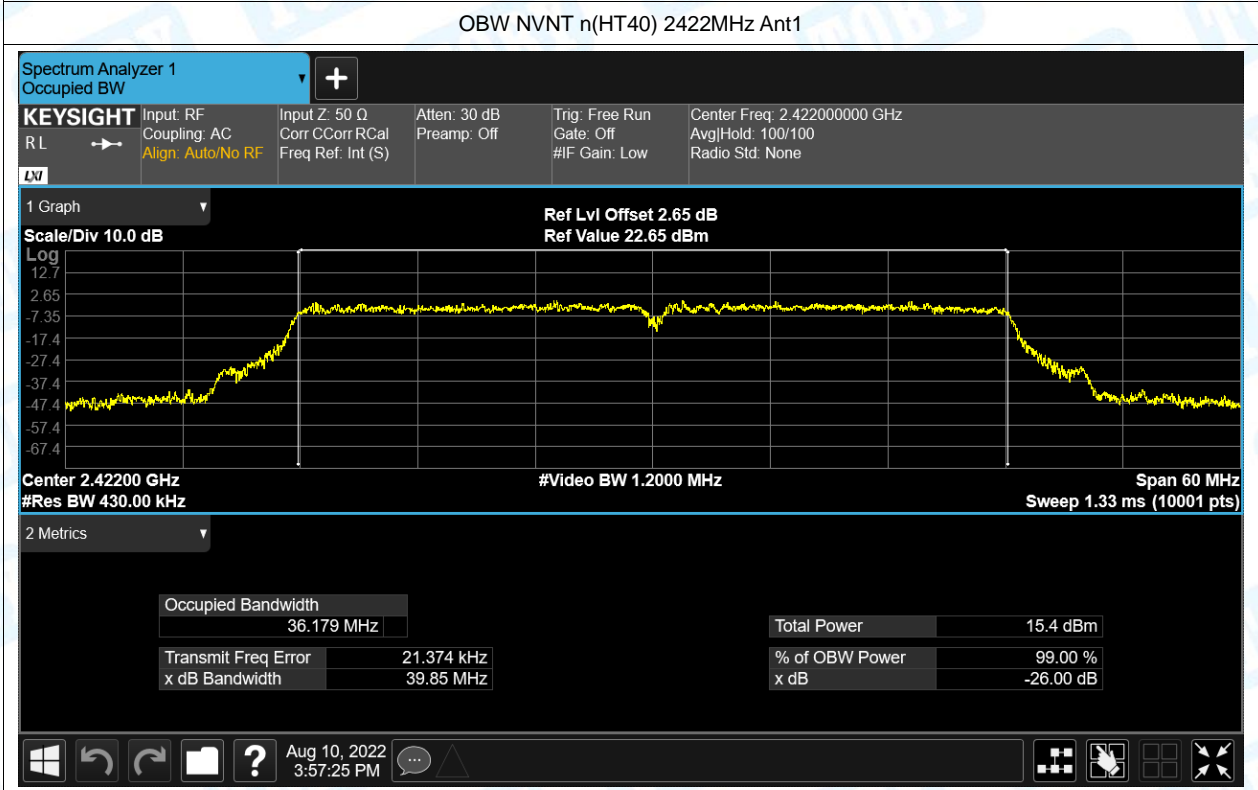 OBW NVNT n(HT40) 2422MHz Ant1
Spectrum Analyzer 1
Occupied BW
KEYSIGHT
R L
LXI
Input: RF
Coupling: AC
Align: Auto/No RF
Input Z: 50 Ω
Corr CCorr RCal
Freq Ref: Int (S)
Atten: 30 dB
Preamp: Off
Trig: Free Run
Gate: Off
#IF Gain: Low
Center Freq: 2.422000000 GHz
Avg|Hold: 100/100
Radio Std: None
1 Graph
Scale/Div 10.0 dB
Ref Lvl Offset 2.65 dB
Ref Value 22.65 dBm
Log
12.7
2.65
-7.35
-17.4
-27.4
-37.4
-47.4
-57.4
-67.4
Center 2.42200 GHz
#Video BW 1.2000 MHz
Span 60 MHz
#Res BW 430.00 kHz
Sweep 1.33 ms (10001 pts)
2 Metrics
Occupied Bandwidth
36.179 MHz
Total Power 15.4 dBm
Transmit Freq Error 21.374 kHz
% of OBW Power 99.00 %
x dB Bandwidth 39.85 MHz
x dB -26.00 dB
Aug 10, 2022
3:57:25 PM